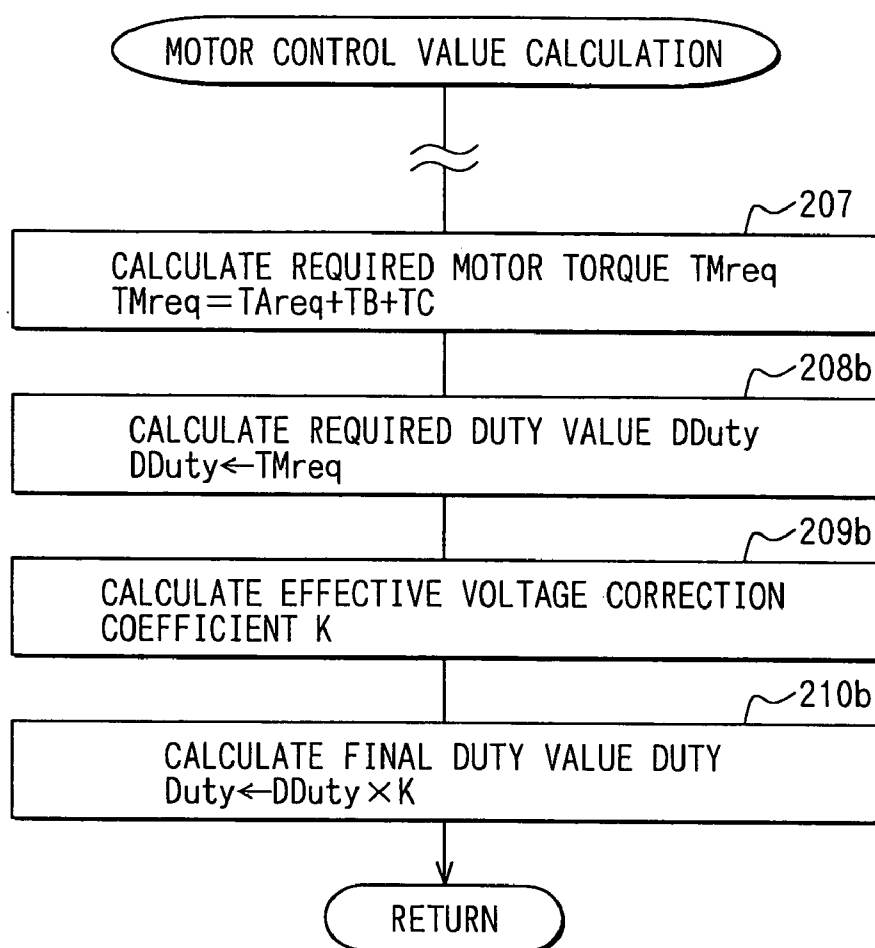 MOTOR CONTROL VALUE CALCULATION
207
CALCULATE REQUIRED MOTOR TORQUE TMreq
TMreq=TAreq+TB+TC
208b
CALCULATE REQUIRED DUTY VALUE DDuty
DDuty←TMreq
209b
CALCULATE EFFECTIVE VOLTAGE CORRECTION
COEFFICIENT K
210b
CALCULATE FINAL DUTY VALUE DUTY
Duty←DDuty×K
RETURN